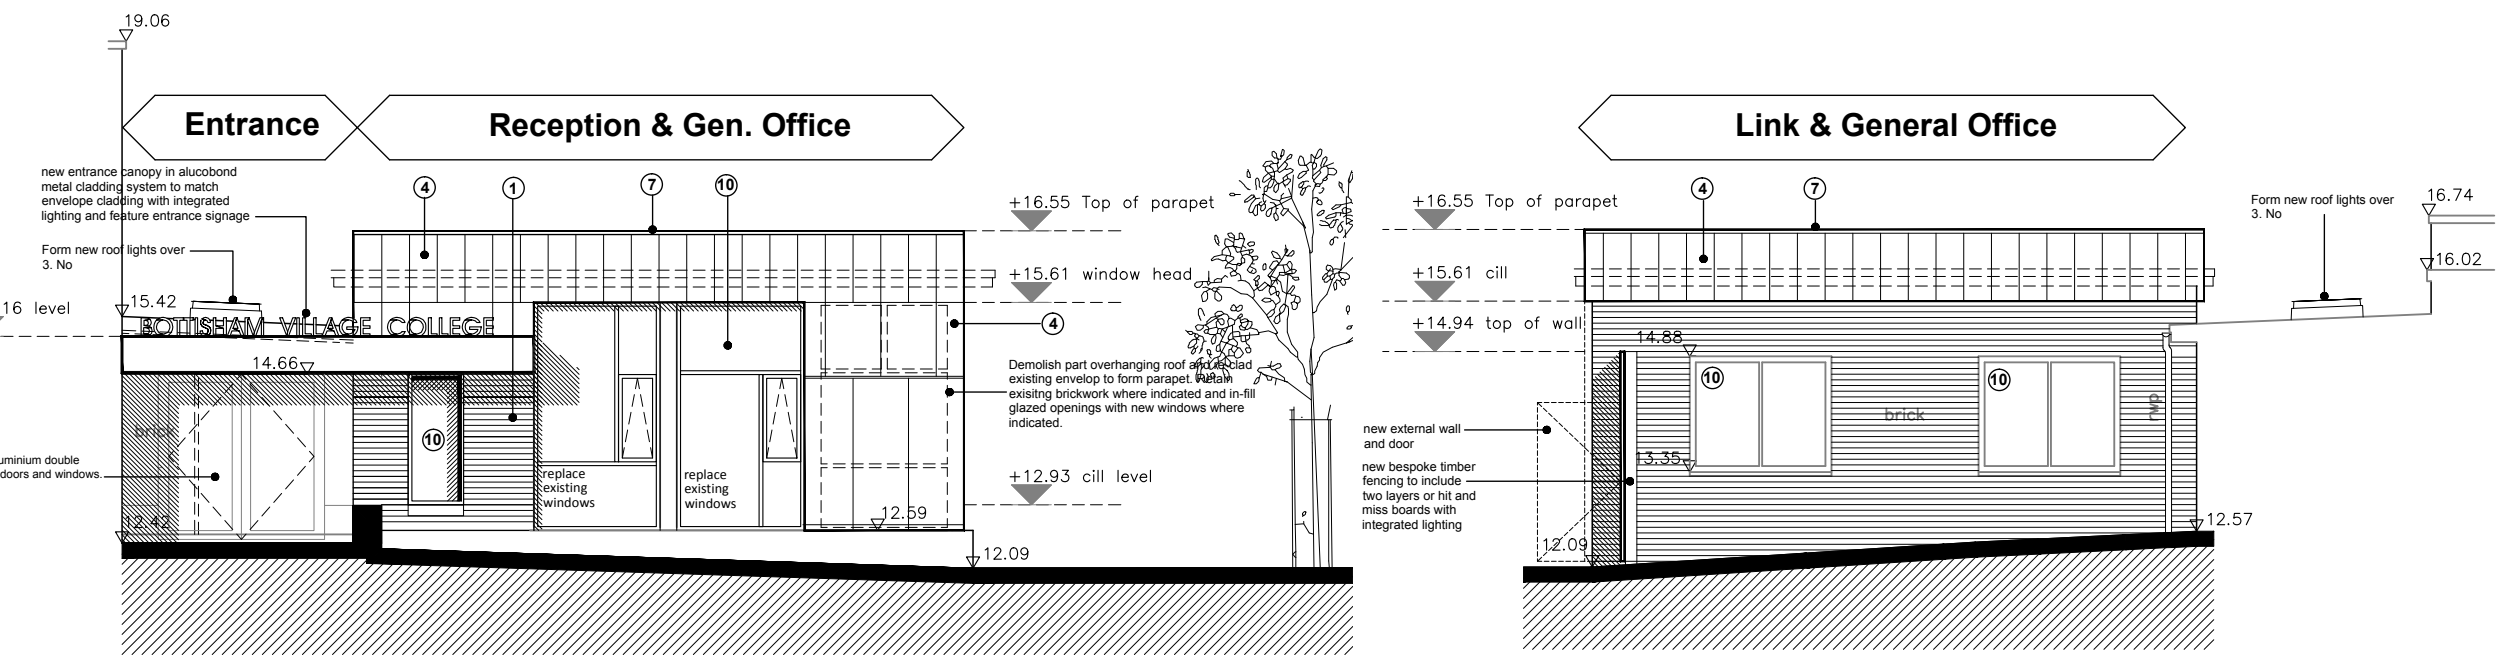 19.06
Entrance
Reception & Gen. Office
new entrance canopy in alucobond
metal cladding system to match
envelope cladding with integrated
lighting and feature entrance signage
Form new roof lights over
3. No
4
1
7
10
+16.55 Top of parapet
+15.61 window head
15.42
16 level
BOTTISHAM VILLAGE COLLEGE
14.66
4
Demolish part overhanging roof and re-clad
existing envelop to form parapet. Retain
exisitng brickwork where indicated and in-fill
glazed openings with new windows where
indicated.
brick
10
uminium double
doors and windows.
replace
existing
windows
replace
existing
windows
+12.93 cill level
12.42
12.59
12.09
Link & General Office
4
7
+16.55 Top of parapet
+15.61 cill
+14.94 top of wall
Form new roof lights over
3. No
16.74
16.02
14.88
10
10
brick
rwp
new external wall
and door
13.35
new bespoke timber
fencing to include
two layers or hit and
miss boards with
integrated lighting
12.09
12.57